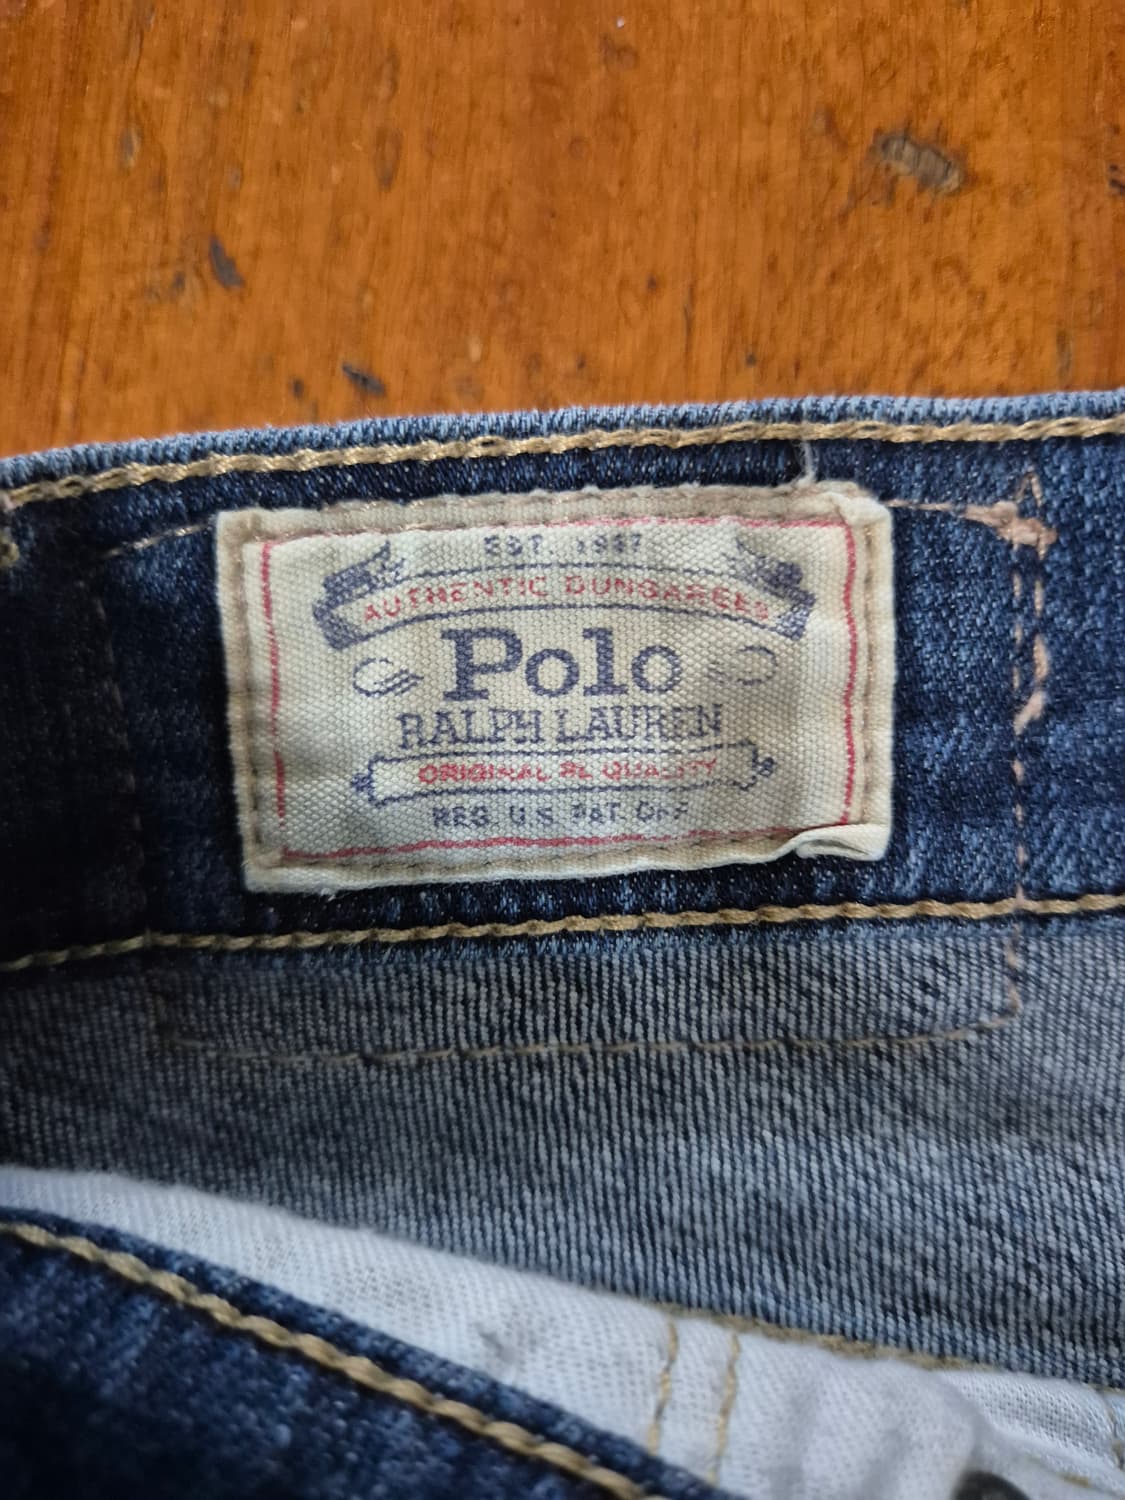 EST. 1967
AUTHENTIC DUNGAREES
Polo
RALPH LAUREN
ORIGINAL RL QUALITY
REG. U.S. PAT. OFF.